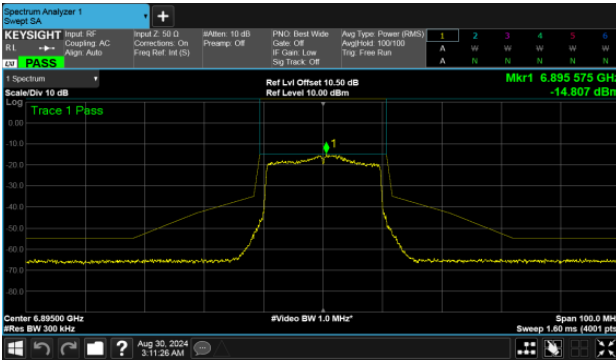 Spectrum Analyzer 1
Swept SA
KEYSIGHT
RL
LXI PASS
Input: RF
Coupling: AC
Align: Auto
Input Z: 50 Ω
Corrections: On
Freq Ref: Int (S)
#Atten: 10 dB
Preamp: Off
PNO: Best Wide
Gate: Off
IF Gain: Low
Sig Track: Off
Avg Type: Power (RMS)
Avg|Hold: 100/100
Trig: Free Run
1 2 3 4 5 6
A W W W W W
A N N N N N
1 Spectrum
Scale/Div 10 dB
Ref Lvl Offset 10.50 dB
Ref Level 10.00 dBm
Mkr1 6.895 575 GHz
-14.807 dBm
Log
Trace 1 Pass
0.00
1
-10.0
-20.0
-30.0
-40.0
-50.0
-60.0
-70.0
-80.0
Center 6.89500 GHz
#Res BW 300 kHz
#Video BW 1.0 MHz*
Span 100.0 MHz
Sweep 1.60 ms (4001 pts)
?
Aug 30, 2024
3:11:26 AM